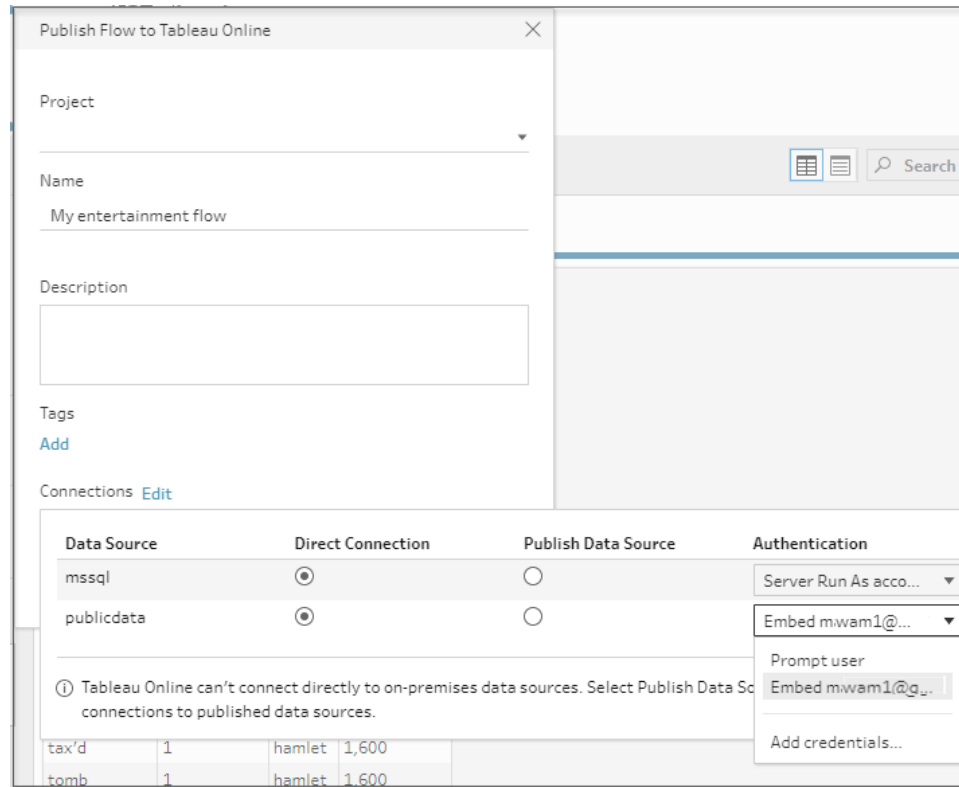 Publish Flow to Tableau Online
Project
Search
Name
My entertainment flow
Description
Tags
Add
Connections Edit
Data Source Direct Connection Publish Data Source Authentication
mssql Server Run As acco...
publicdata Embed mwam1@...
Prompt user
Embed mwam1@g...
Add credentials...
Tableau Online can't connect directly to on-premises data sources. Select Publish Data
connections to published data sources.
tax'd 1 hamlet 1,600
tomb 1 hamlet 1,600